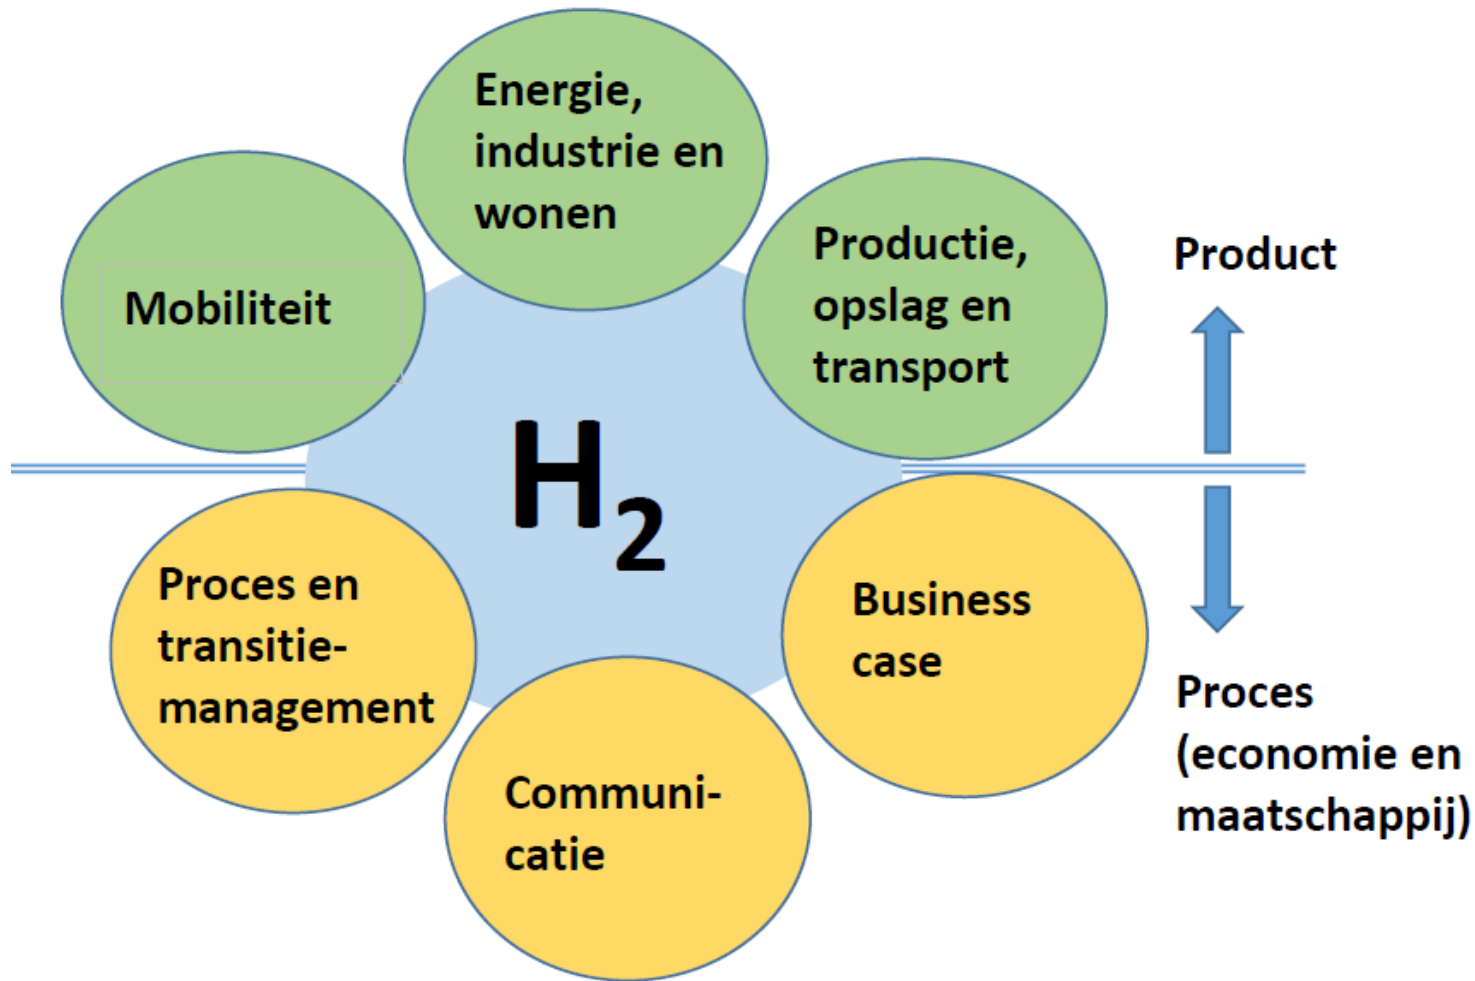 Energie,
industrie en
wonen
Mobiliteit
Productie,
opslag en
transport
Product
H₂
Proces en
transitie-
management
Communi-
catie
Business
case
Proces
(economie en
maatschappij)